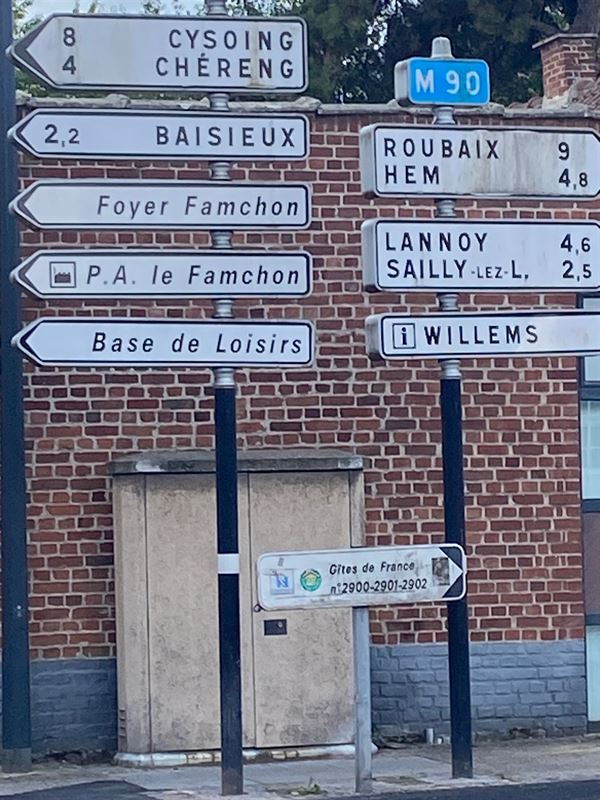 8 CYSOING
4 CHÉRENG
2,2 BAISIEUX
Foyer Famchon
P.A. le Famchon
Base de Loisirs
M 90
ROUBAIX 9
HEM 4,8
LANNOY 4,6
SAILLY-LEZ-L. 2,5
i WILLEMS
Gîtes de France
n°2900-2901-2902